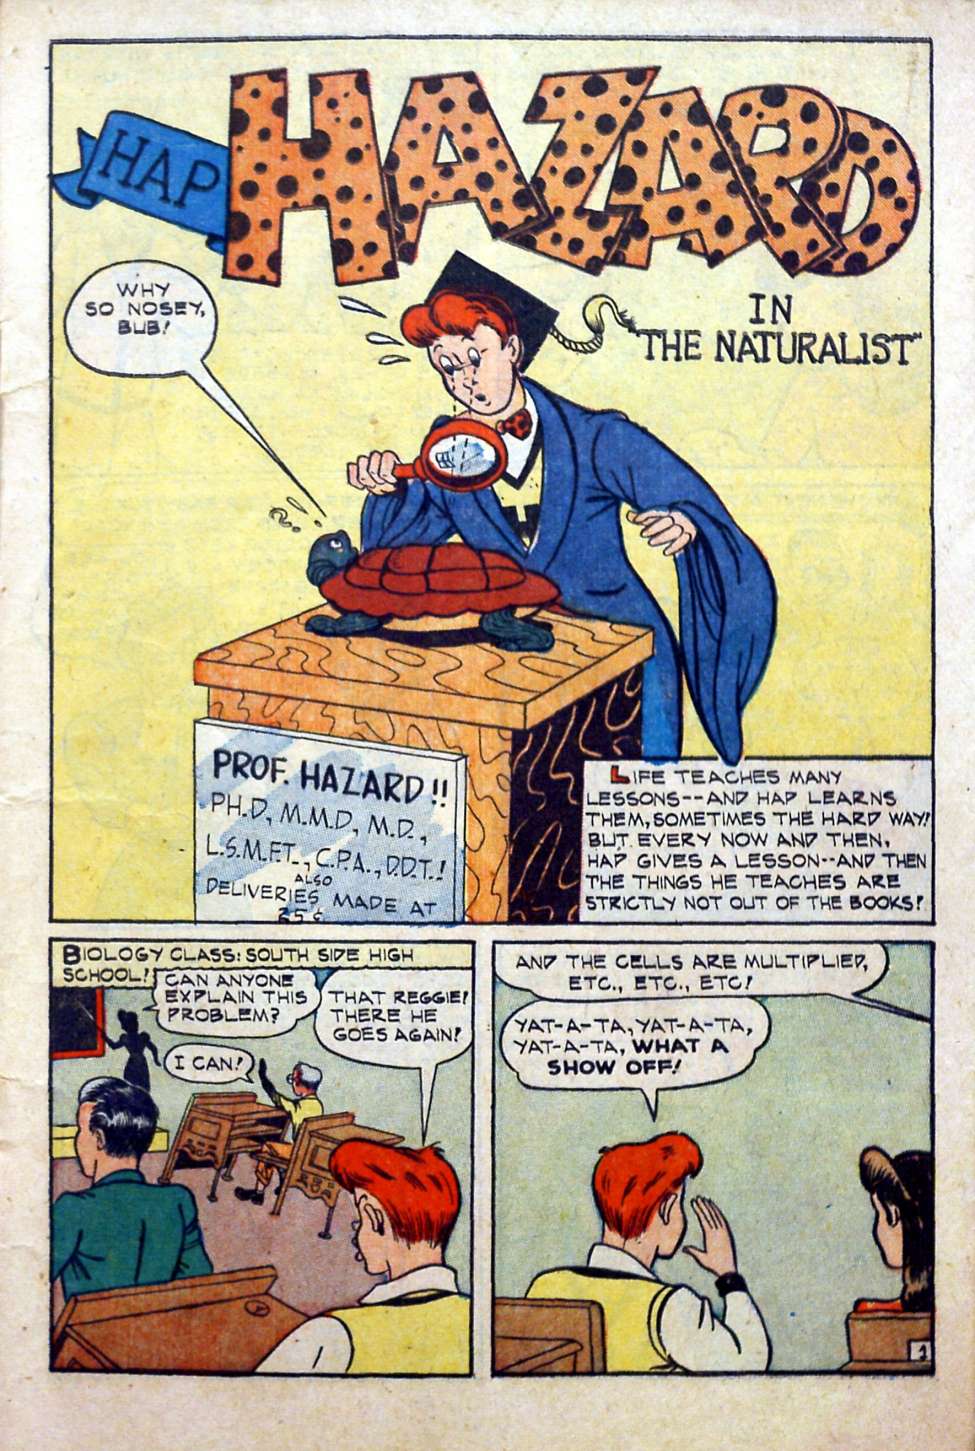 HAP
HAZARD
IN
"THE NATURALIST"
WHY
SO NOSEY,
BUB!
?..!
PROF. HAZARD!!
PH.D, M.M.D, M.D.,
L.S.M.F.T., C.P.A., D.D.T.!
ALSO
DELIVERIES MADE AT
25¢
LIFE TEACHES MANY
LESSONS--AND HAP LEARNS
THEM, SOMETIMES THE HARD WAY!
BUT EVERY NOW AND THEN,
HAP GIVES A LESSON--AND THEN
THE THINGS HE TEACHES ARE
STRICTLY NOT OUT OF THE BOOKS!
BIOLOGY CLASS: SOUTH SIDE HIGH
SCHOOL!
CAN ANYONE
EXPLAIN THIS
PROBLEM?
I CAN!
THAT REGGIE!
THERE HE
GOES AGAIN!
AND THE CELLS ARE MULTIPLIED,
ETC., ETC., ETC!
YAT-A-TA, YAT-A-TA,
YAT-A-TA, WHAT A
SHOW OFF!
1